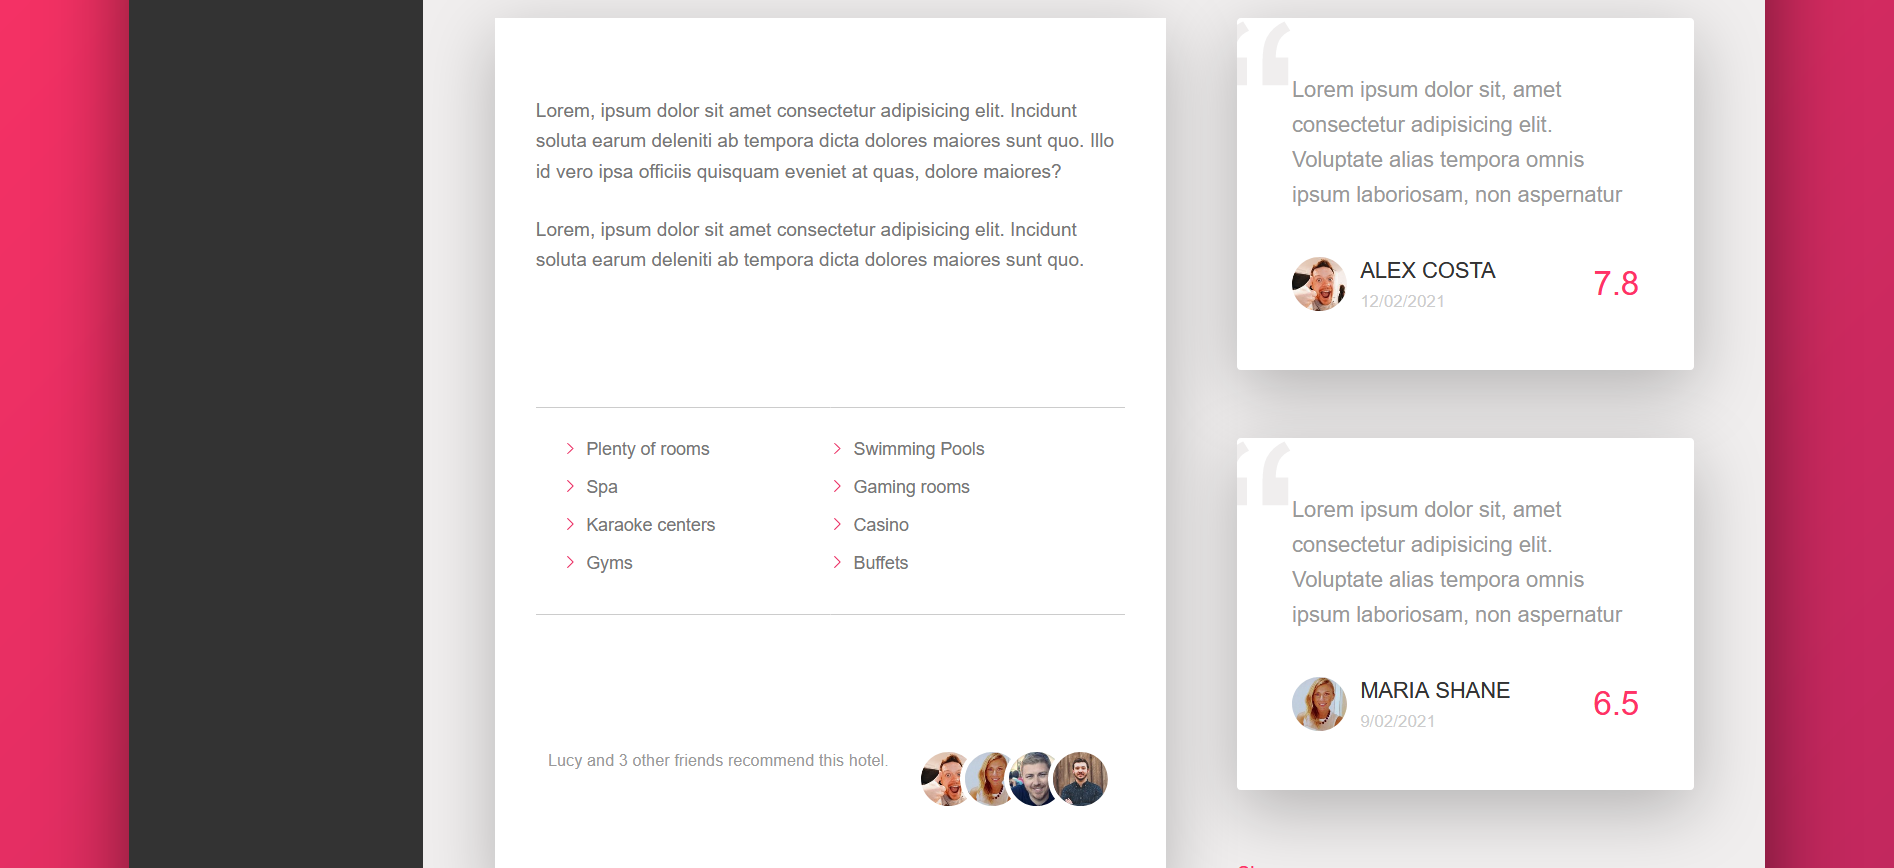 Lorem, ipsum dolor sit amet consectetur adipisicing elit. Incidunt
soluta earum deleniti ab tempora dicta dolores maiores sunt quo. Illo
id vero ipsa officiis quisquam eveniet at quas, dolore maiores?
Lorem, ipsum dolor sit amet consectetur adipisicing elit. Incidunt
soluta earum deleniti ab tempora dicta dolores maiores sunt quo.
Plenty of rooms
Swimming Pools
Spa
Gaming rooms
Karaoke centers
Casino
Gyms
Buffets
Lucy and 3 other friends recommend this hotel.
“
Lorem ipsum dolor sit, amet
consectetur adipisicing elit.
Voluptate alias tempora omnis
ipsum laboriosam, non aspernatur
ALEX COSTA
12/02/2021
7.8
“
Lorem ipsum dolor sit, amet
consectetur adipisicing elit.
Voluptate alias tempora omnis
ipsum laboriosam, non aspernatur
MARIA SHANE
9/02/2021
6.5